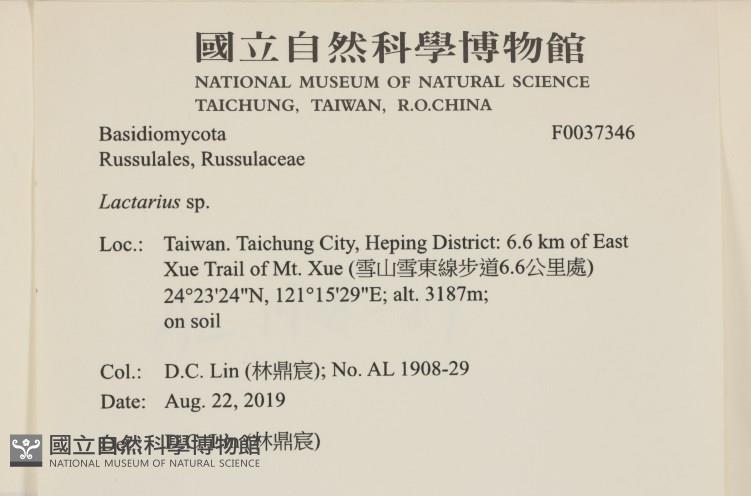 國立自然科學博物館
NATIONAL MUSEUM OF NATURAL SCIENCE
TAICHUNG, TAIWAN, R.O.CHINA
Basidiomycota F0037346
Russulales, Russulaceae
Lactarius sp.
Loc.: Taiwan. Taichung City, Heping District: 6.6 km of East
Xue Trail of Mt. Xue (雪山雪東線步道6.6公里處)
24°23'24"N, 121°15'29"E; alt. 3187m;
on soil
Col.: D.C. Lin (林鼎宸); No. AL 1908-29
Date: Aug. 22, 2019
(林鼎宸)
國立自然科學博物館
NATIONAL MUSEUM OF NATURAL SCIENCE